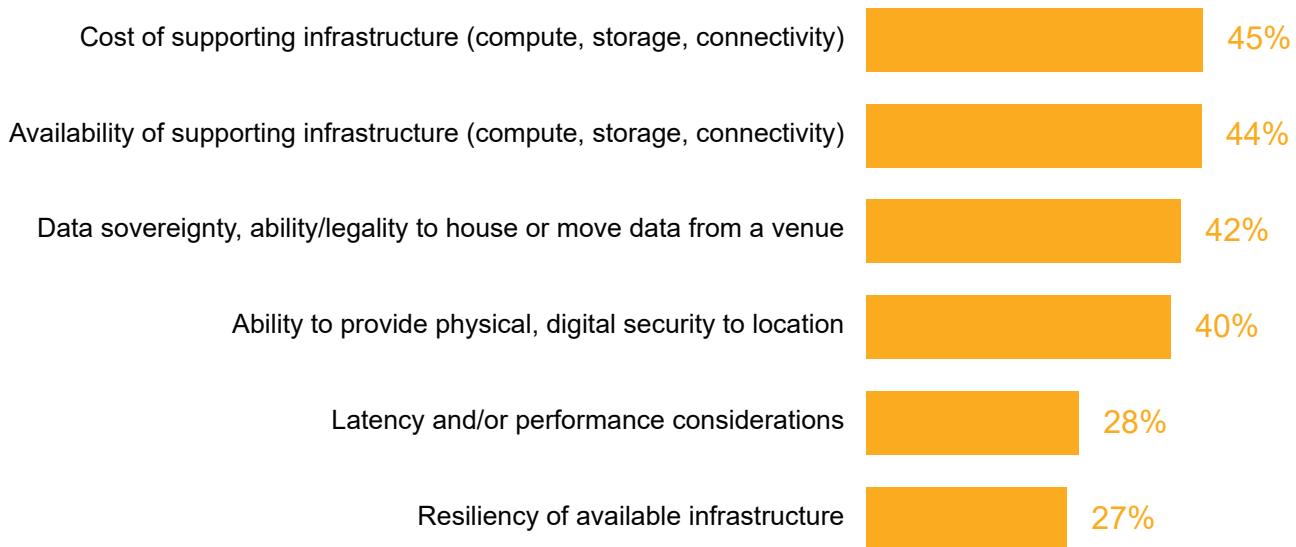 Cost of supporting infrastructure (compute, storage, connectivity) 45%
Availability of supporting infrastructure (compute, storage, connectivity) 44%
Data sovereignty, ability/legality to house or move data from a venue 42%
Ability to provide physical, digital security to location 40%
Latency and/or performance considerations 28%
Resiliency of available infrastructure 27%